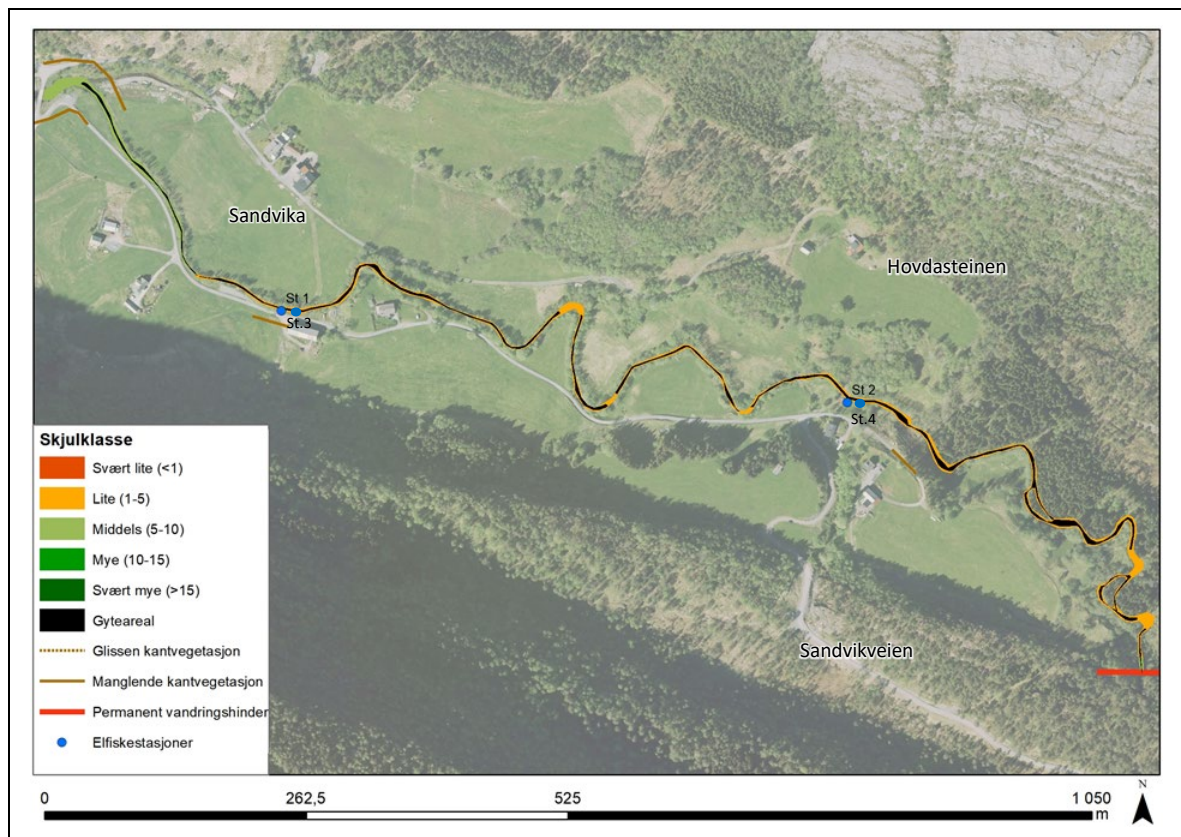 Sandvika
Hovdasteinen
St 1
St.3
St 2
St.4
Sandvikveien
Skjulklasse
Svært lite (<1)
Lite (1-5)
Middels (5-10)
Mye (10-15)
Svært mye (>15)
Gyteareal
Glissen kantvegetasjon
Manglende kantvegetasjon
Permanent vandringshinder
Elfiskestasjoner
0 262,5 525 1 050
m
N